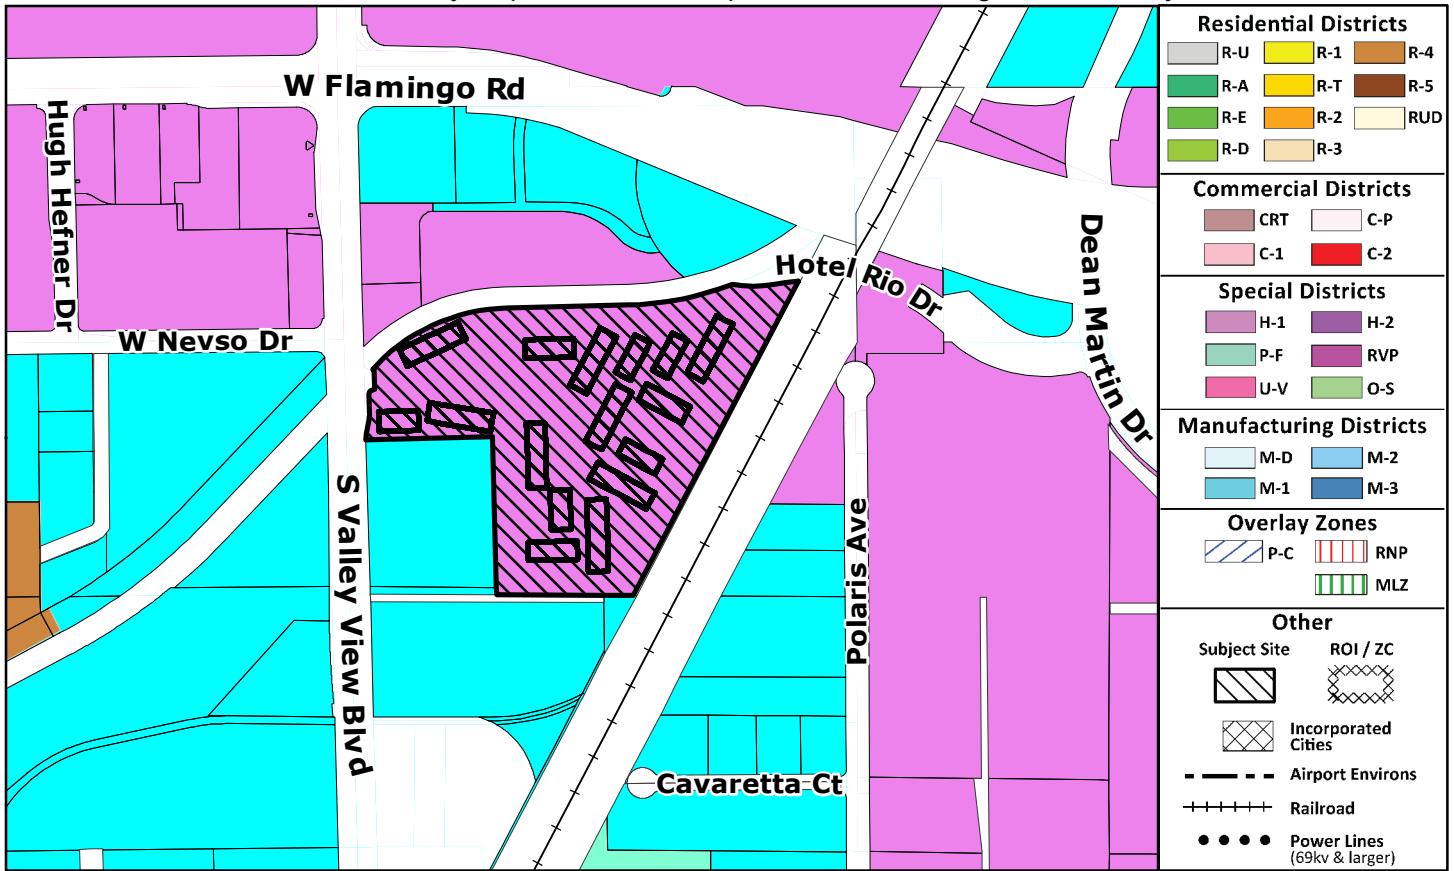 W Flamingo Rd
Hugh Hefner Dr
W Nevso Dr
Hotel Rio Dr
Dean Martin Dr
S Valley View Blvd
Polaris Ave
Cavaretta Ct
Residential Districts
R-U R-1 R-4
R-A R-T R-5
R-E R-2 RUD
R-D R-3
Commercial Districts
CRT C-P
C-1 C-2
Special Districts
H-1 H-2
P-F RVP
U-V O-S
Manufacturing Districts
M-D M-2
M-1 M-3
Overlay Zones
P-C RNP
MLZ
Other
Subject Site ROI / ZC
Incorporated
Cities
Airport Environs
Railroad
Power Lines
(69kv & larger)